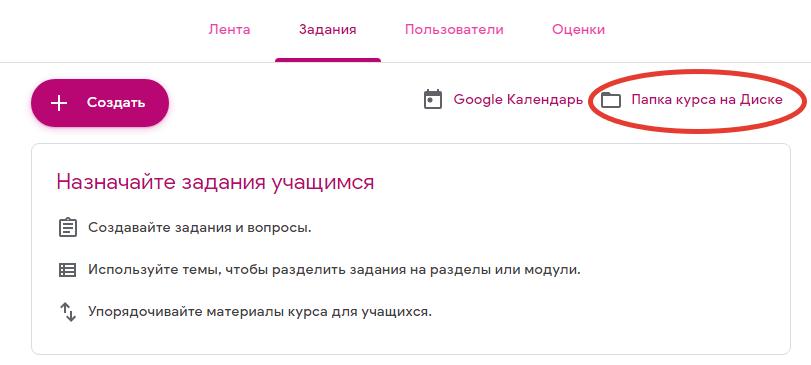 Лента Задания Пользователи Оценки
Создать Google Календарь Папка курса на Диске
Назначайте задания учащимся
Создавайте задания и вопросы.
Используйте темы, чтобы разделить задания на разделы или модули.
Упорядочивайте материалы курса для учащихся.